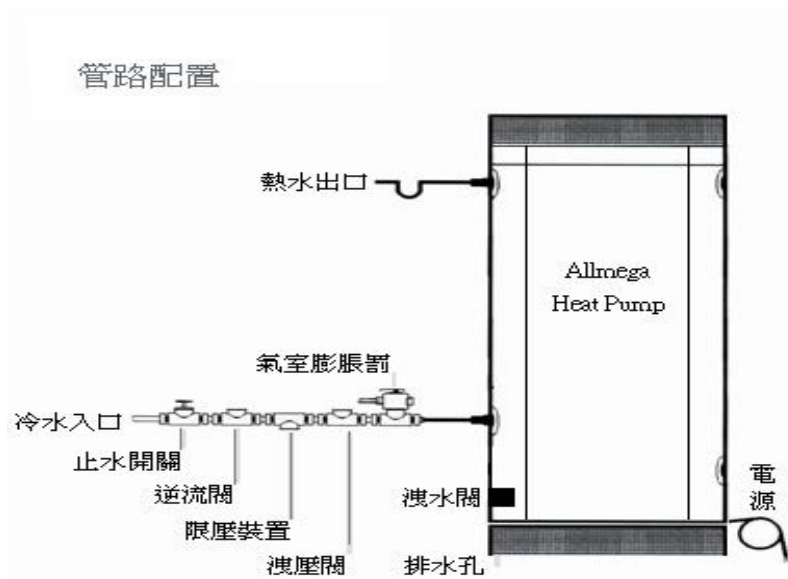 管路配置
熱水出口
Allmega
Heat Pump
氣室膨脹罰
冷水入口
止水開關
逆流閥
限壓裝置
洩壓閥
洩水閥
排水孔
電
源